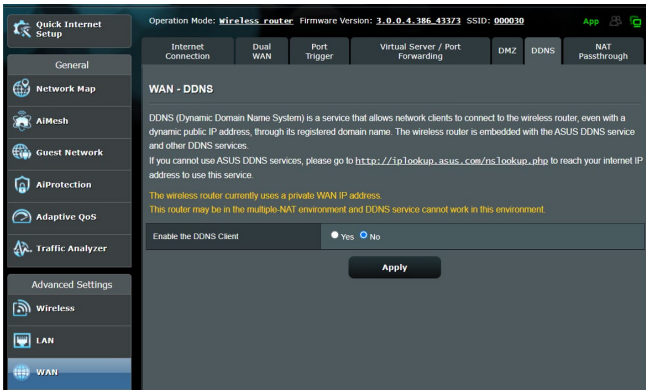 Quick Internet
Setup
Operation Mode: Wireless router Firmware Version: 3.0.0.4.386_43373 SSID: 000030
App
Internet
Connection
Dual
WAN
Port
Trigger
Virtual Server / Port
Forwarding
DMZ
DDNS
NAT
Passthrough
General
Network Map
AiMesh
Guest Network
AiProtection
Adaptive QoS
Traffic Analyzer
Advanced Settings
Wireless
LAN
WAN
WAN - DDNS
DDNS (Dynamic Domain Name System) is a service that allows network clients to connect to the wireless router, even with a
dynamic public IP address, through its registered domain name. The wireless router is embedded with the ASUS DDNS service
and other DDNS services.
If you cannot use ASUS DDNS services, please go to http://iplookup.asus.com/nslookup.php to reach your internet IP
address to use this service.
The wireless router currently uses a private WAN IP address.
This router may be in the multiple-NAT environment and DDNS service cannot work in this environment.
Enable the DDNS Client
Yes No
Apply